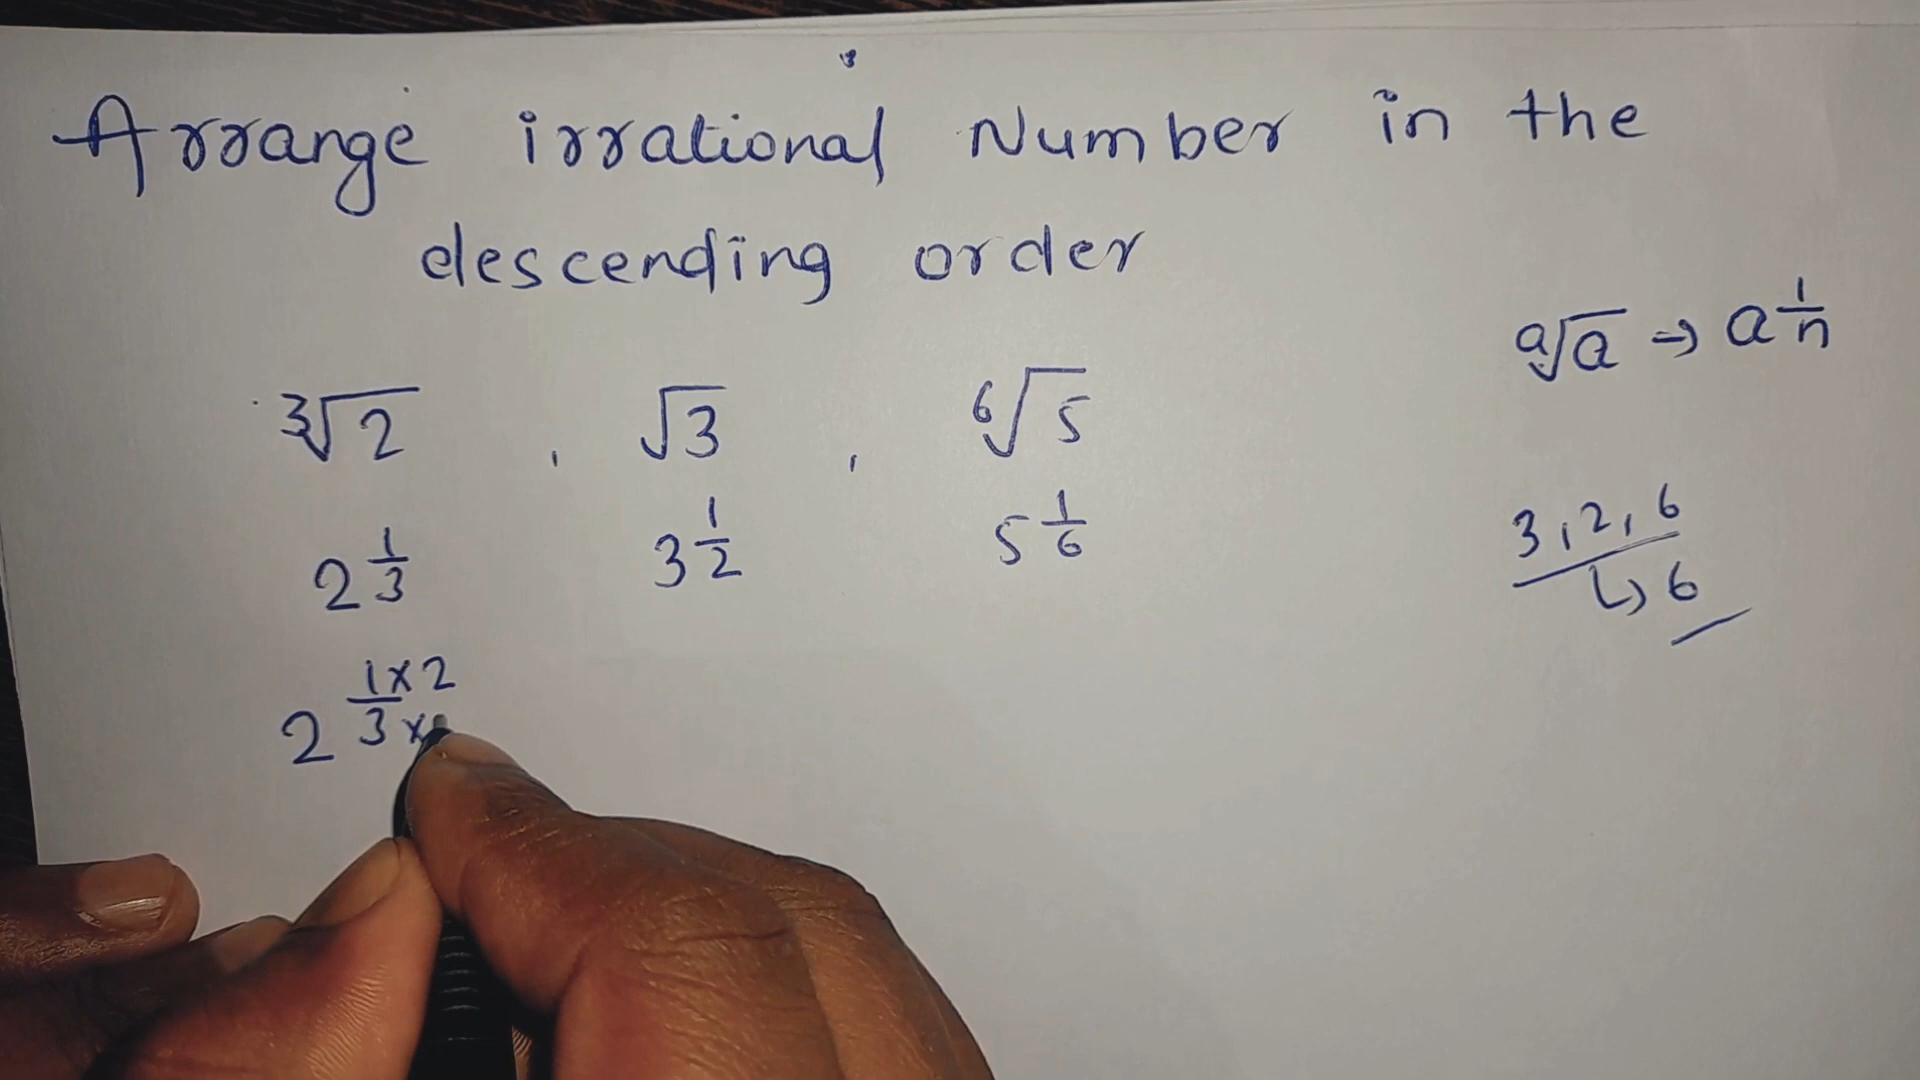 Arrange irrational Number in the
descending order
ᵃ√a → a^1/n
³√2 , √3 , ⁶√5
2^1/3 3^1/2 5^1/6
3,2,6
↳ 6
2^1×2/3×